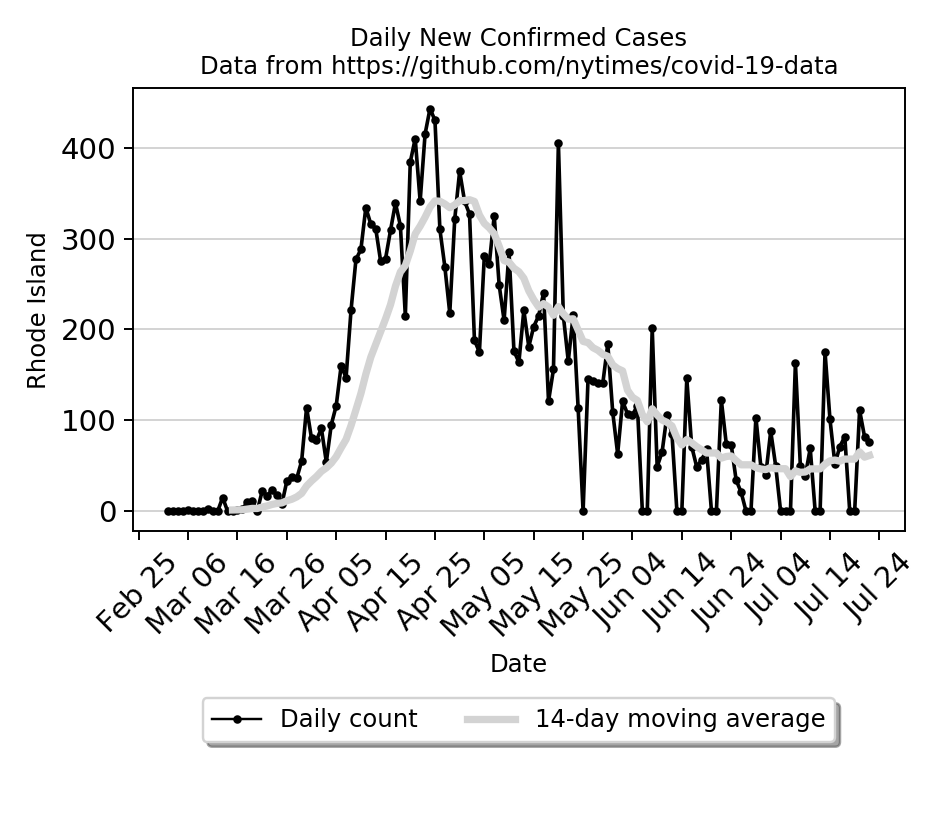 Daily New Confirmed Cases
Data from https://github.com/nytimes/covid-19-data
Rhode Island
400
300
200
100
0
Feb 25
Mar 06
Mar 16
Mar 26
Apr 05
Apr 15
Apr 25
May 05
May 15
May 25
Jun 04
Jun 14
Jun 24
Jul 04
Jul 14
Jul 24
Date
Daily count
14-day moving average